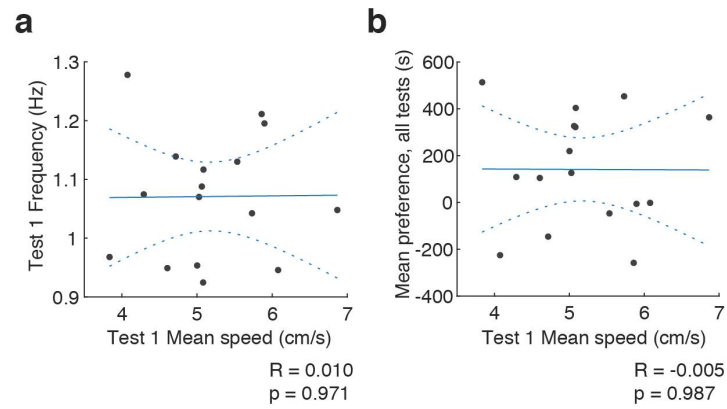 a
Test 1 Frequency (Hz)
1.3
1.2
1.1
1
0.9
4 5 6 7
Test 1 Mean speed (cm/s)
R = 0.010
p = 0.971
b
Mean preference, all tests (s)
600
400
200
0
-200
-400
4 5 6 7
Test 1 Mean speed (cm/s)
R = -0.005
p = 0.987